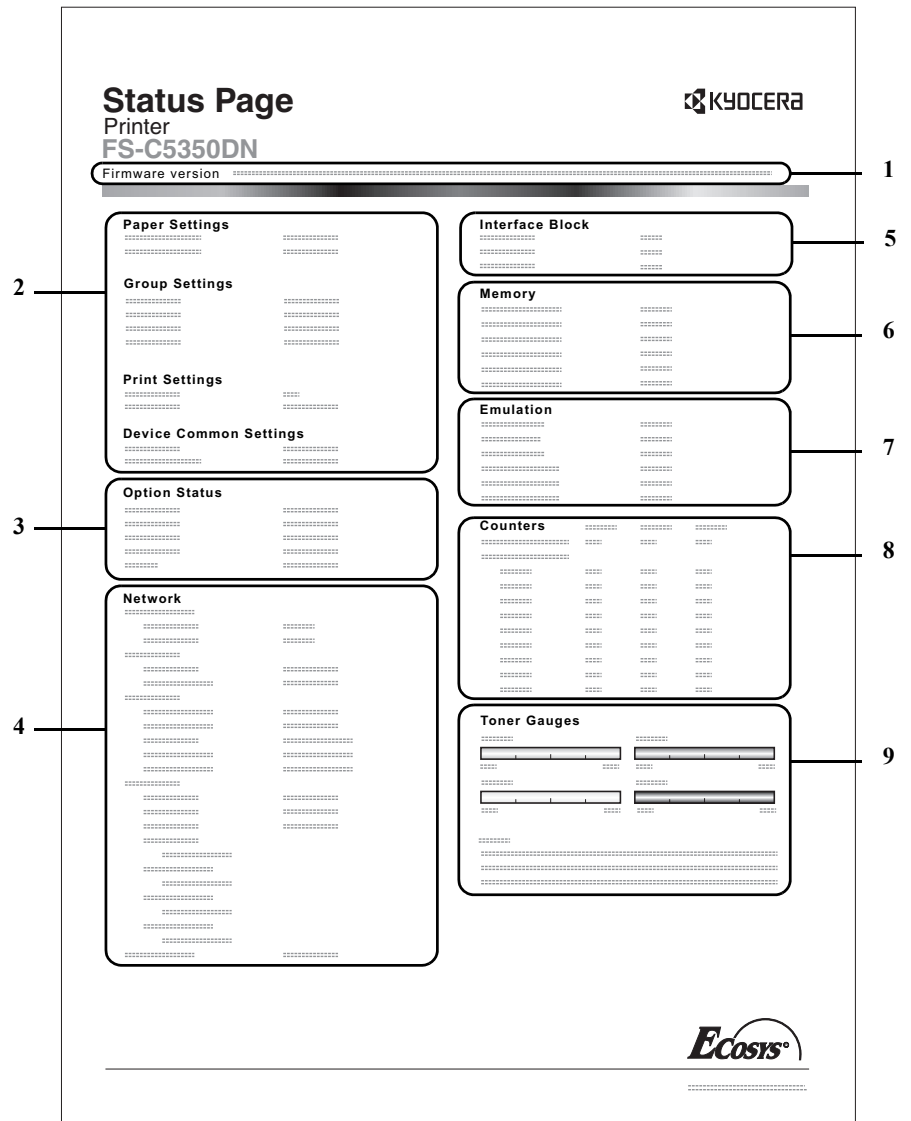 Status Page
KYOCERA
Printer
FS-C5350DN
Firmware version
1
Paper Settings
Group Settings
Print Settings
Device Common Settings
2
Option Status
3
Network
4
Interface Block
5
Memory
6
Emulation
7
Counters
8
Toner Gauges
9
ECOSYS